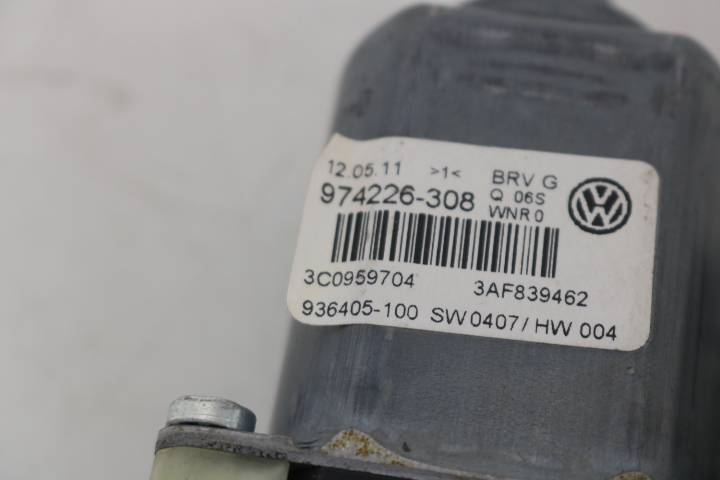 12.05.11 >1< BRV G
974226-308 Q 06S
WNR 0
3C0959704 3AF839462
936405-100 SW0407/HW 004